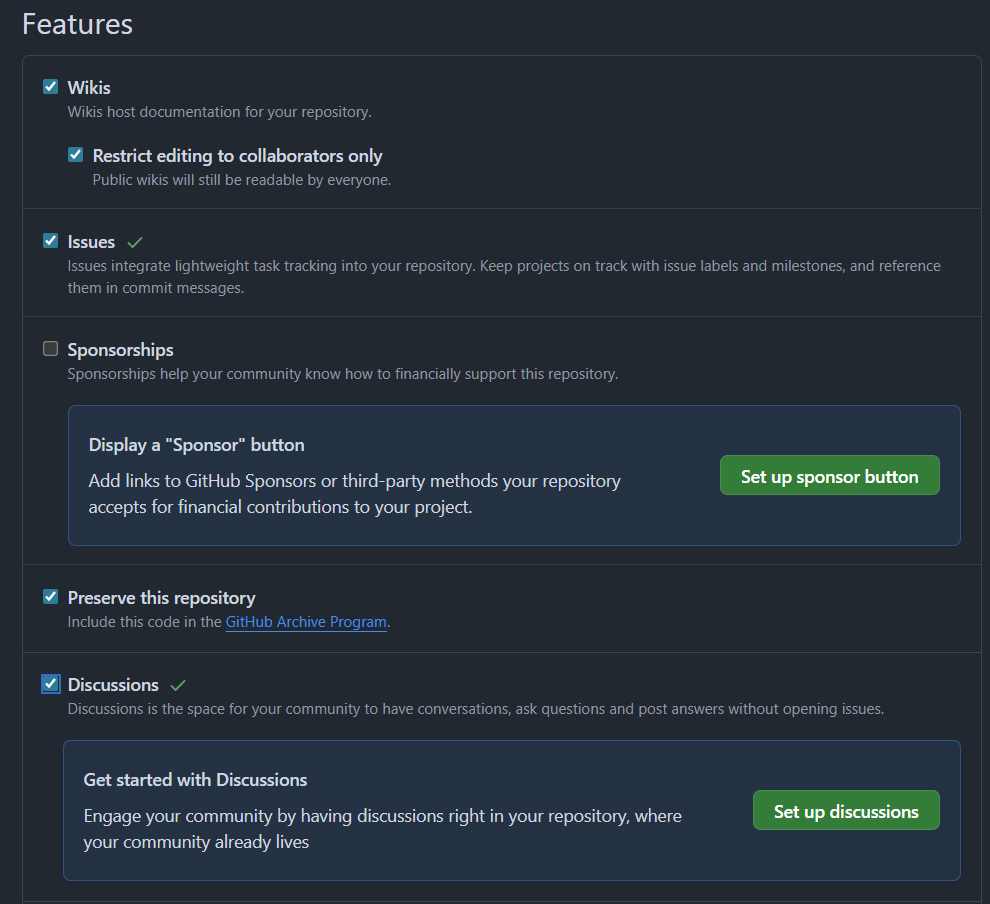 Features
Wikis
Wikis host documentation for your repository.
Restrict editing to collaborators only
Public wikis will still be readable by everyone.
Issues
Issues integrate lightweight task tracking into your repository. Keep projects on track with issue labels and milestones, and reference
them in commit messages.
Sponsorships
Sponsorships help your community know how to financially support this repository.
Display a "Sponsor" button
Add links to GitHub Sponsors or third-party methods your repository
accepts for financial contributions to your project.
Set up sponsor button
Preserve this repository
Include this code in the GitHub Archive Program.
Discussions
Discussions is the space for your community to have conversations, ask questions and post answers without opening issues.
Get started with Discussions
Engage your community by having discussions right in your repository, where
your community already lives
Set up discussions